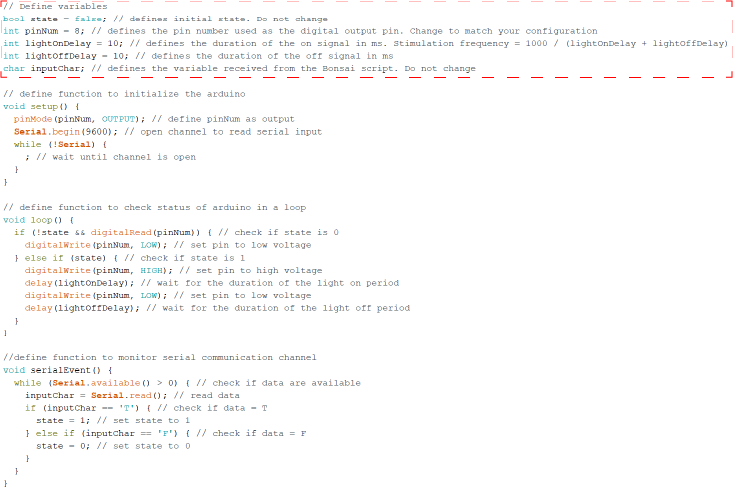 // Define variables
bool state = false; // defines initial state. Do not change
int pinNum = 8; // defines the pin number used as the digital output pin. Change to match your configuration
int lightOnDelay = 10; // defines the duration of the on signal in ms. Stimulation frequency = 1000 / (lightOnDelay + lightOffDelay)
int lightOffDelay = 10; // defines the duration of the off signal in ms
char inputChar; // defines the variable received from the Bonsai script. Do not change
// define function to initialize the arduino
void setup() {
  pinMode(pinNum, OUTPUT); // define pinNum as output
  Serial.begin(9600); // open channel to read serial input
  while (!Serial) {
    ; // wait until channel is open
  }
}
// define function to check status of arduino in a loop
void loop() {
  if (!state && digitalRead(pinNum)) { // check if state is 0
    digitalWrite(pinNum, LOW); // set pin to low voltage
  } else if (state) { // check if state is 1
    digitalWrite(pinNum, HIGH); // set pin to high voltage
    delay(lightOnDelay); // wait for the duration of the light on period
    digitalWrite(pinNum, LOW); // set pin to low voltage
    delay(lightOffDelay); // wait for the duration of the light off period
  }
}
//define function to monitor serial communication channel
void serialEvent() {
  while (Serial.available() > 0) { // check if data are available
    inputChar = Serial.read(); // read data
    if (inputChar == 'T') { // check if data = T
      state = 1; // set state to 1
    } else if (inputChar == 'F') { // check if data = F
      state = 0; // set state to 0
    }
  }
}